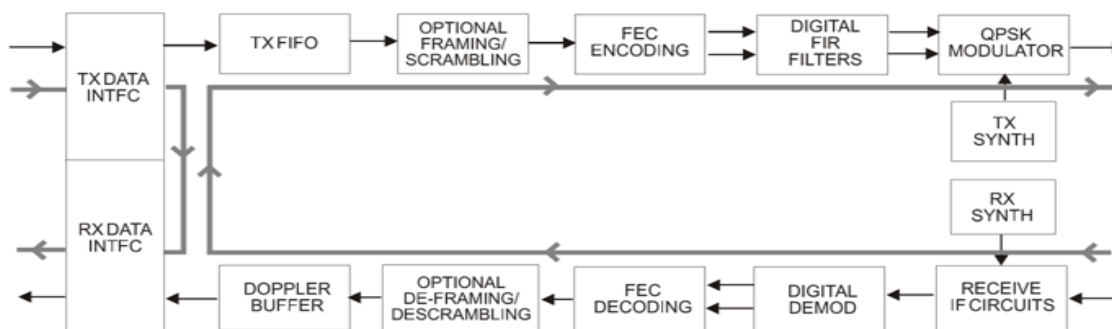 TX DATA
INTFC
TX FIFO
OPTIONAL
FRAMING/
SCRAMBLING
FEC
ENCODING
DIGITAL
FIR
FILTERS
QPSK
MODULATOR
TX
SYNTH
RX
SYNTH
RX DATA
INTFC
DOPPLER
BUFFER
OPTIONAL
DE-FRAMING/
DESCRAMBLING
FEC
DECODING
DIGITAL
DEMOD
RECEIVE
IF CIRCUITS